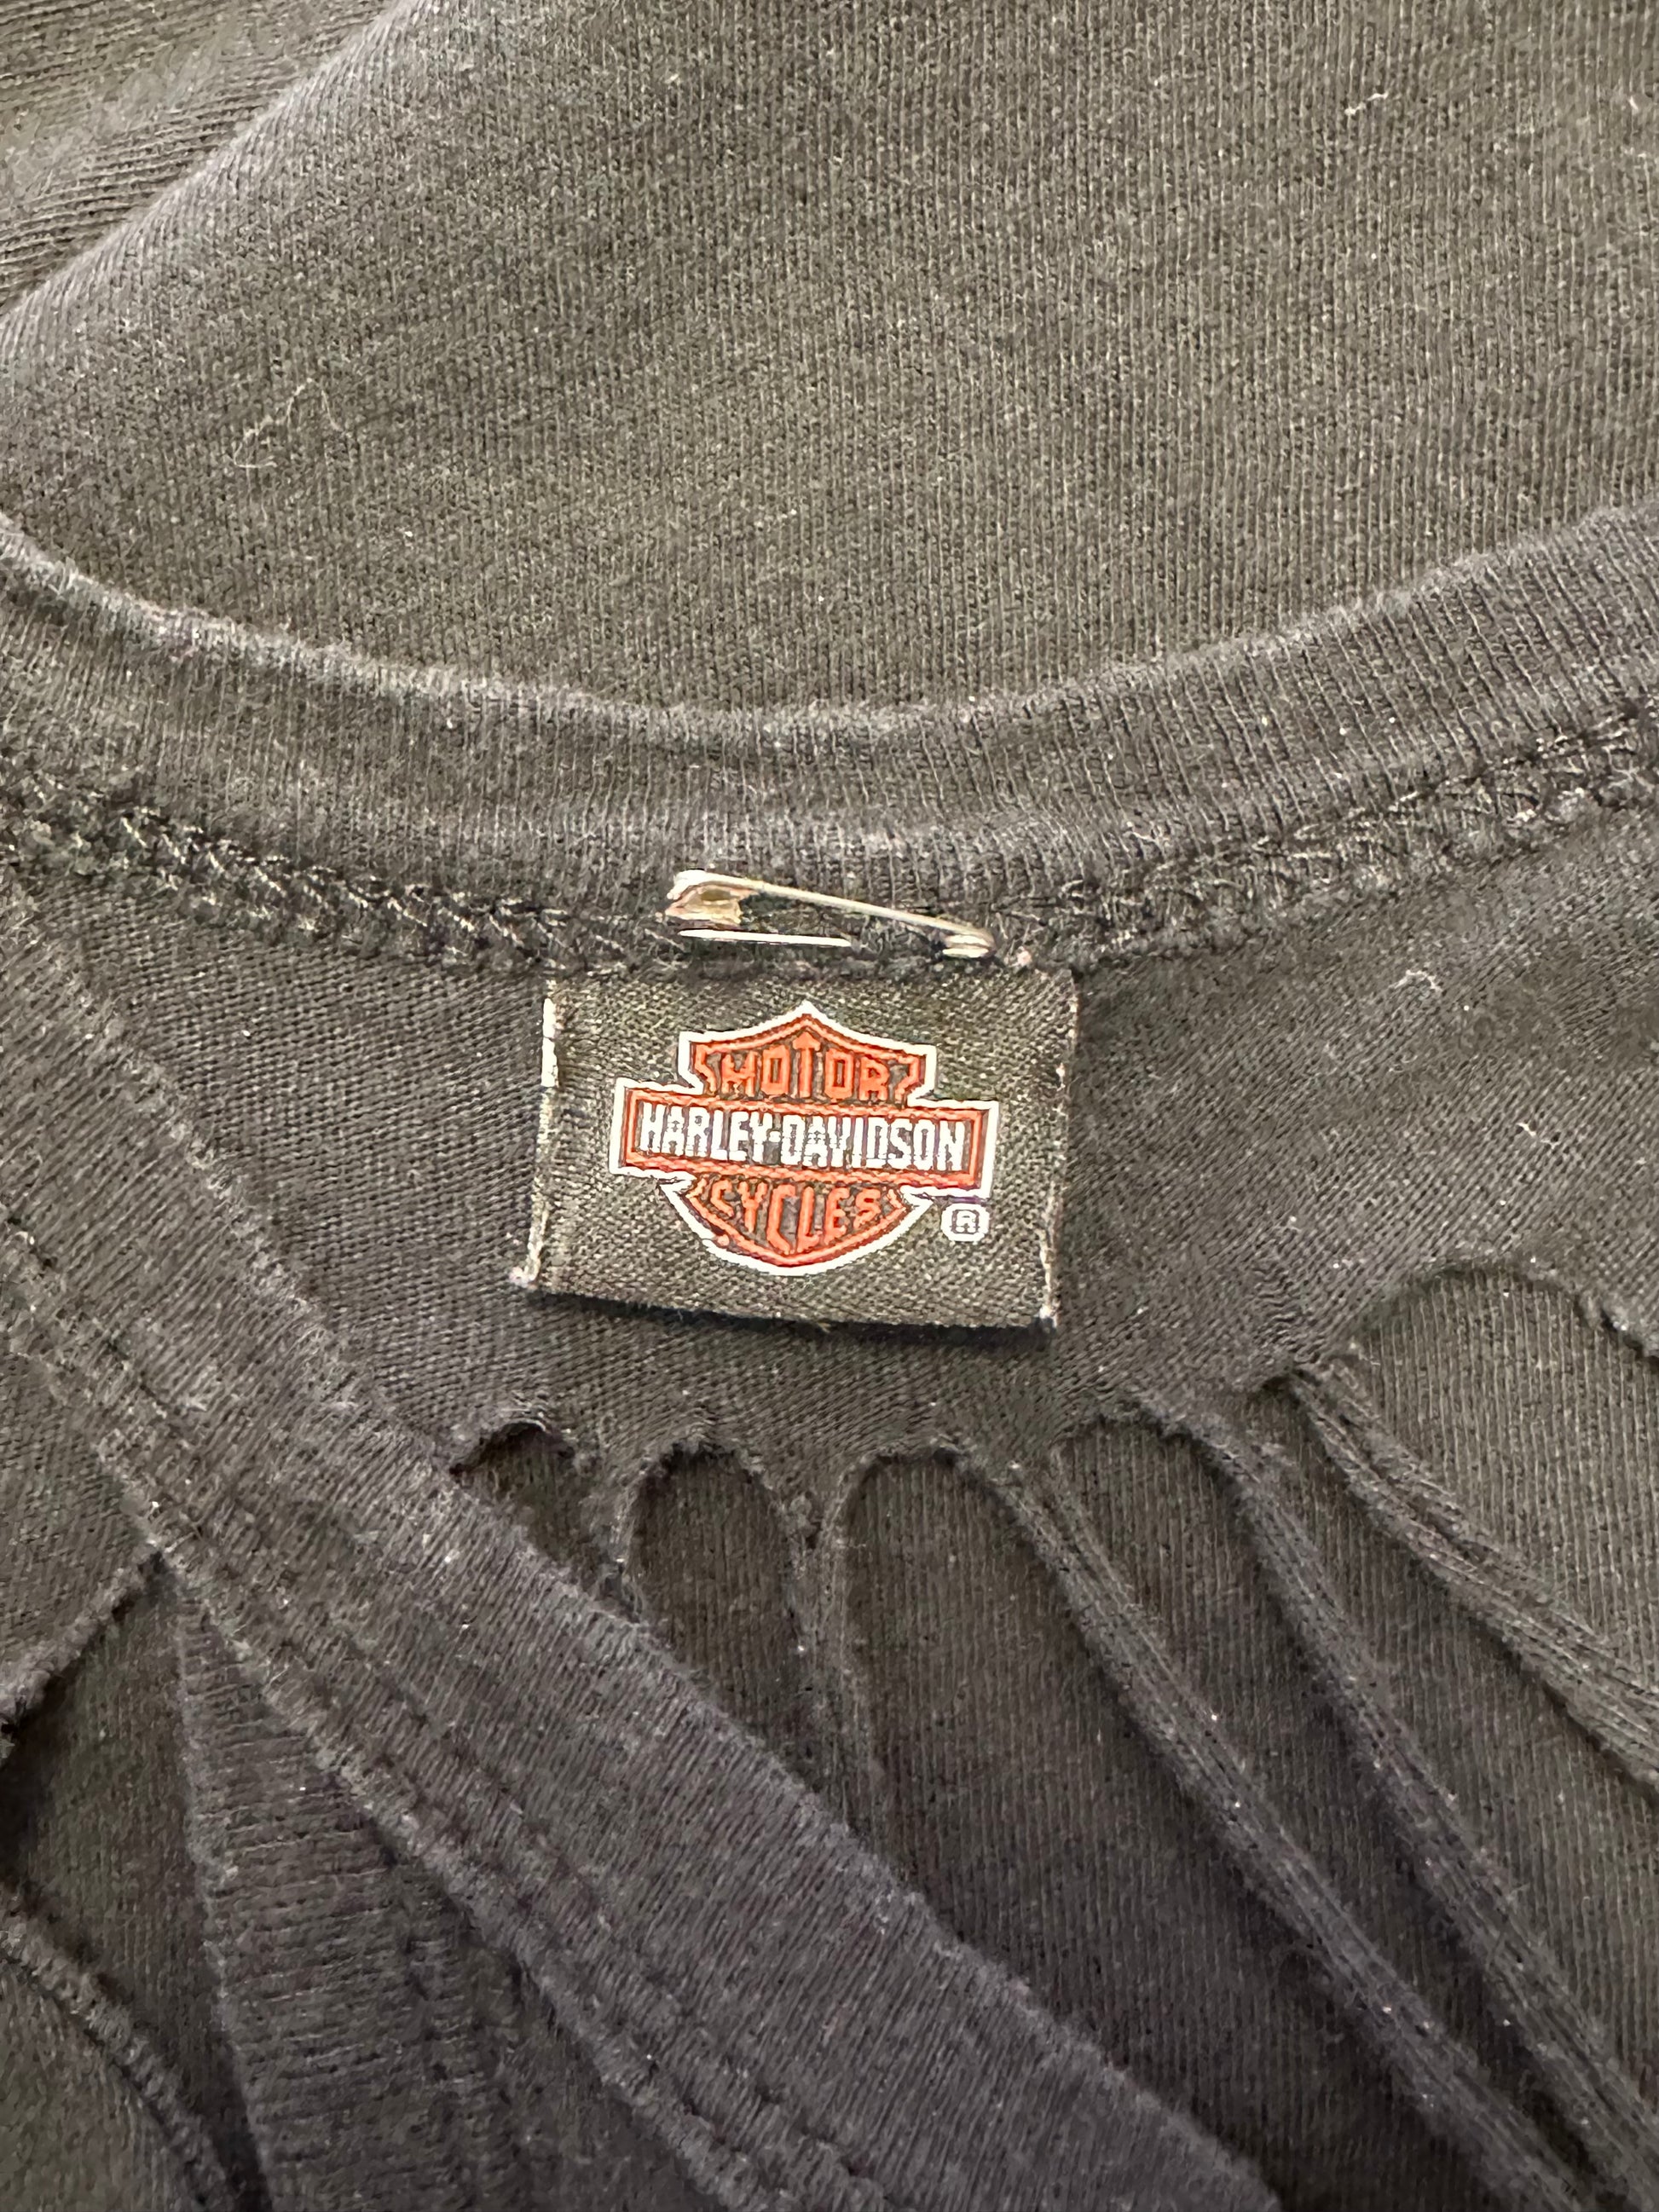 MOTOR
HARLEY-DAVIDSON
CYCLES
®